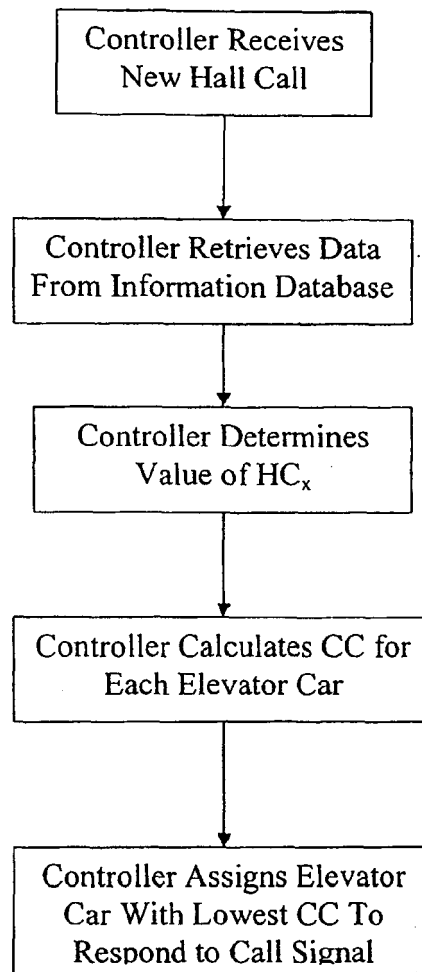 Controller Receives
New Hall Call
Controller Retrieves Data
From Information Database
Controller Determines
Value of HCₓ
Controller Calculates CC for
Each Elevator Car
Controller Assigns Elevator
Car With Lowest CC To
Respond to Call Signal